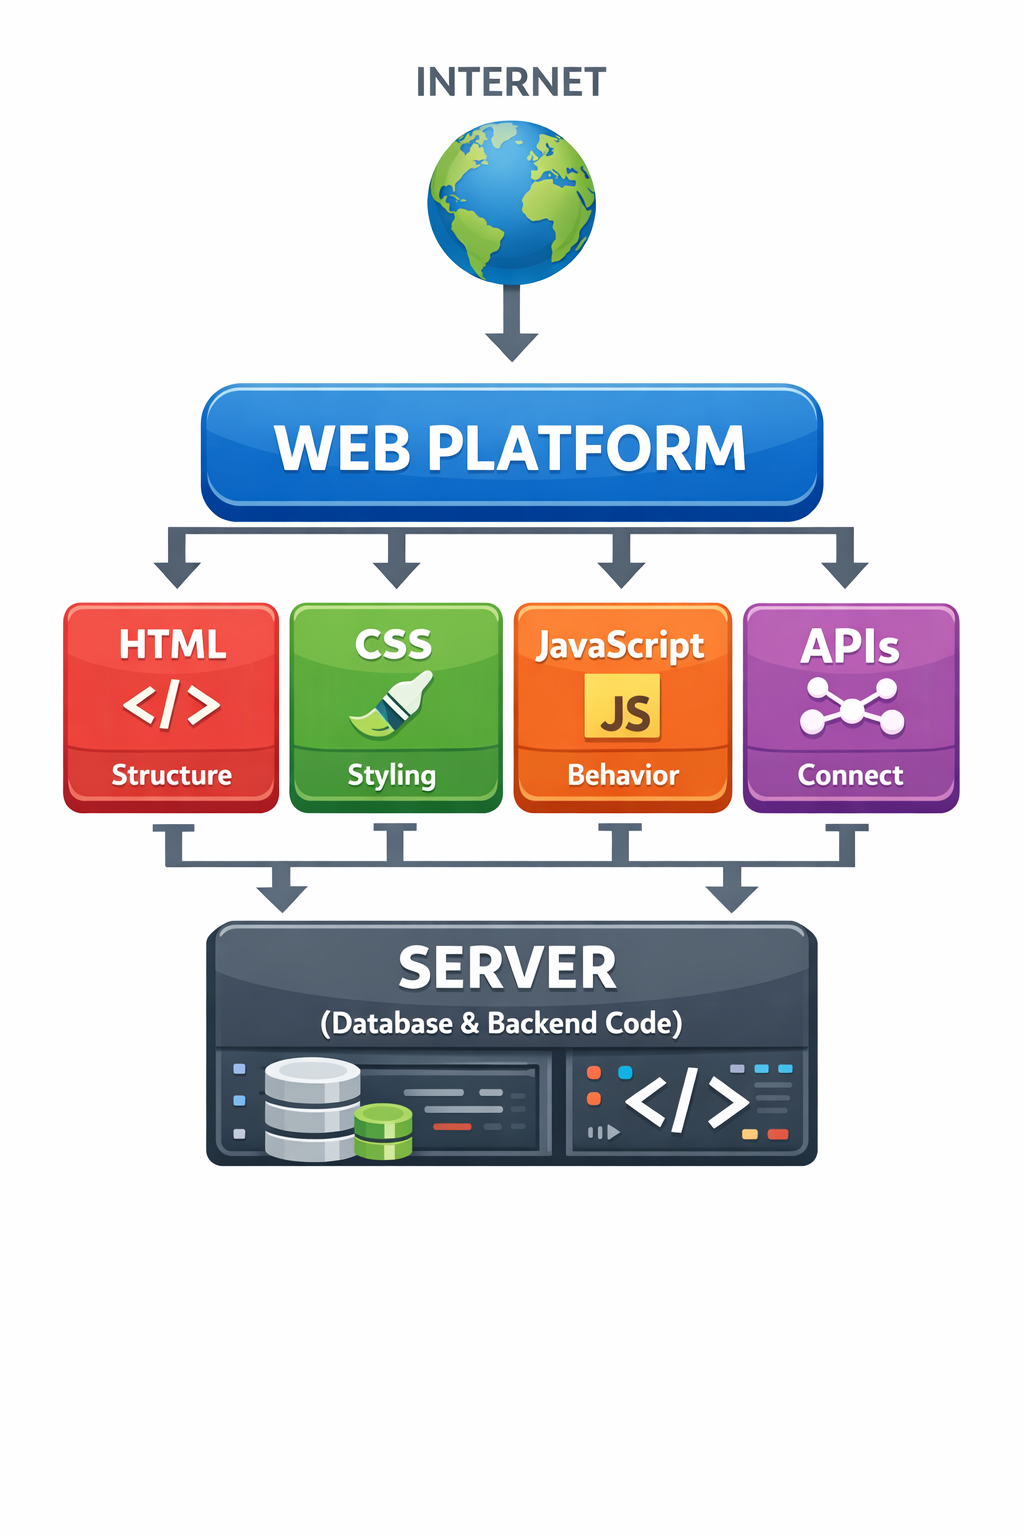 INTERNET
WEB PLATFORM
HTML
</>
Structure
CSS
Styling
JavaScript
JS
Behavior
APIs
Connect
SERVER
(Database & Backend Code)
</>